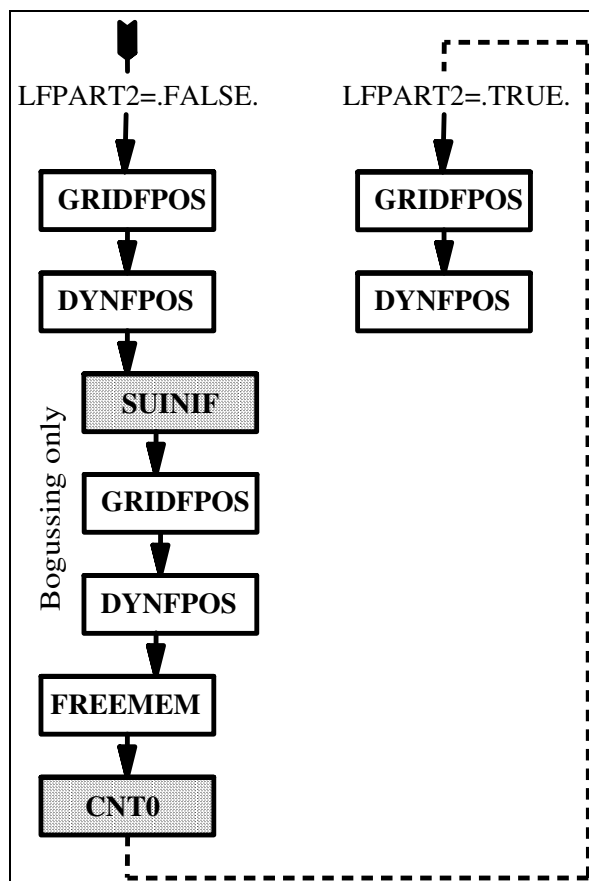 LFPART2=.FALSE.
GRIDFPOS
DYNFPOS
SUINIF
Bogussing only
GRIDFPOS
DYNFPOS
FREEMEM
CNT0
LFPART2=.TRUE.
GRIDFPOS
DYNFPOS